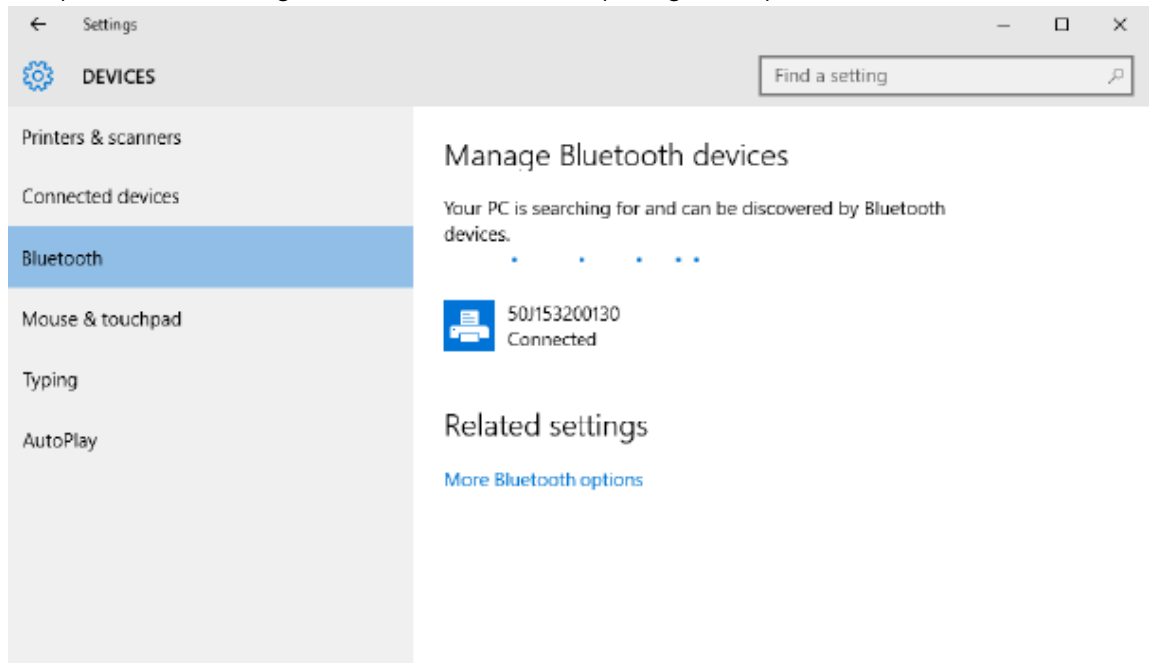 Settings
DEVICES
Find a setting
Printers & scanners
Connected devices
Bluetooth
Mouse & touchpad
Typing
AutoPlay
Manage Bluetooth devices
Your PC is searching for and can be discovered by Bluetooth
devices.
50J153200130
Connected
Related settings
More Bluetooth options